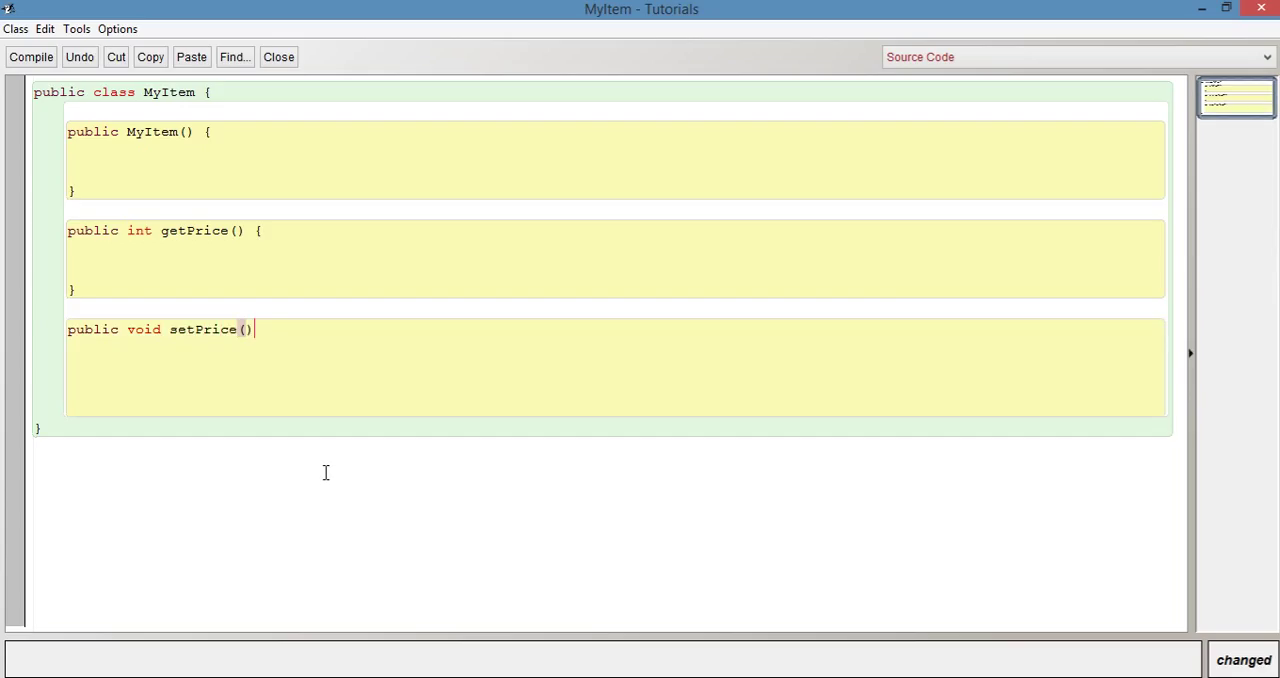 MyItem - Tutorials
Class Edit Tools Options
Compile Undo Cut Copy Paste Find... Close Source Code
public class MyItem {
public MyItem() {
}
public int getPrice() {
}
public void setPrice()
}
changed